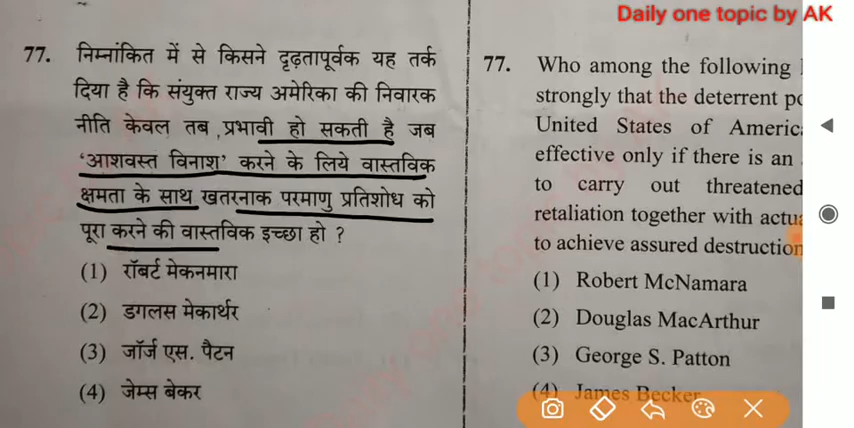 Daily one topic by AK
77. निम्नांकित में से किसने दृढ़तापूर्वक यह तर्क
दिया है कि संयुक्त राज्य अमेरिका की निवारक
नीति केवल तब प्रभावी हो सकती है जब
‘आशवस्त विनाश’ करने के लिये वास्तविक
क्षमता के साथ खतरनाक परमाणु प्रतिशोध को
पूरा करने की वास्तविक इच्छा हो ?
(1) रॉबर्ट मेकनमारा
(2) डगलस मेकार्थर
(3) जॉर्ज एस. पैटन
(4) जेम्स बेकर
77. Who among the following
strongly that the deterrent
United States of
effective only if there is an
to carry out threatened
retaliation together with
to achieve assured destruction
(1) Robert McNamara
(2) Douglas MacArthur
(3) George S. Patton
(4) James Becker